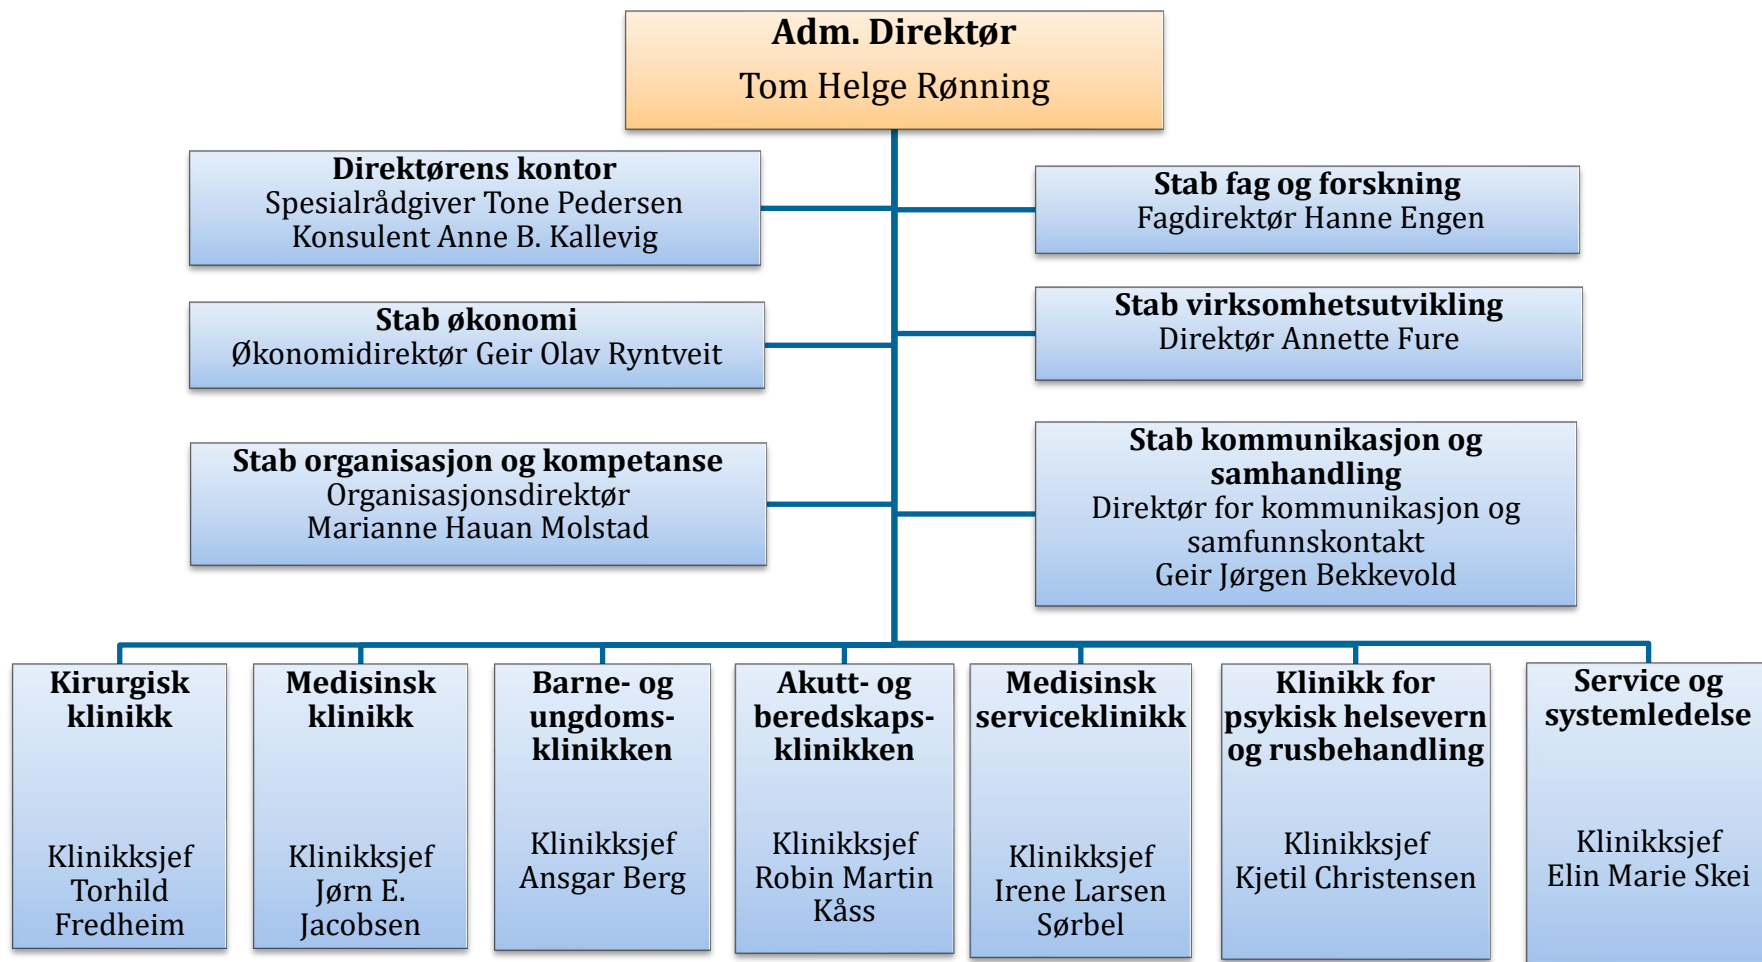 Adm. Direktør
Tom Helge Rønning
Direktørens kontor
Spesialrådgiver Tone Pedersen
Konsulent Anne B. Kallevig
Stab fag og forskning
Fagdirektør Hanne Engen
Stab økonomi
Økonomidirektør Geir Olav Ryntveit
Stab virksomhetsutvikling
Direktør Annette Fure
Stab organisasjon og kompetanse
Organisasjonsdirektør
Marianne Hauan Molstad
Stab kommunikasjon og
samhandling
Direktør for kommunikasjon og
samfunnskontakt
Geir Jørgen Bekkevold
Kirurgisk
klinikk
Klinikksjef
Torhild
Fredheim
Medisinsk
klinikk
Klinikksjef
Jørn E.
Jacobsen
Barne- og
ungdoms-
klinikken
Klinikksjef
Ansgar Berg
Akutt- og
beredskaps-
klinikken
Klinikksjef
Robin Martin
Kåss
Medisinsk
serviceklinikk
Klinikksjef
Irene Larsen
Sørbel
Klinikk for
psykisk helsevern
og rusbehandling
Klinikksjef
Kjetil Christensen
Service og
systemledelse
Klinikksjef
Elin Marie Skei